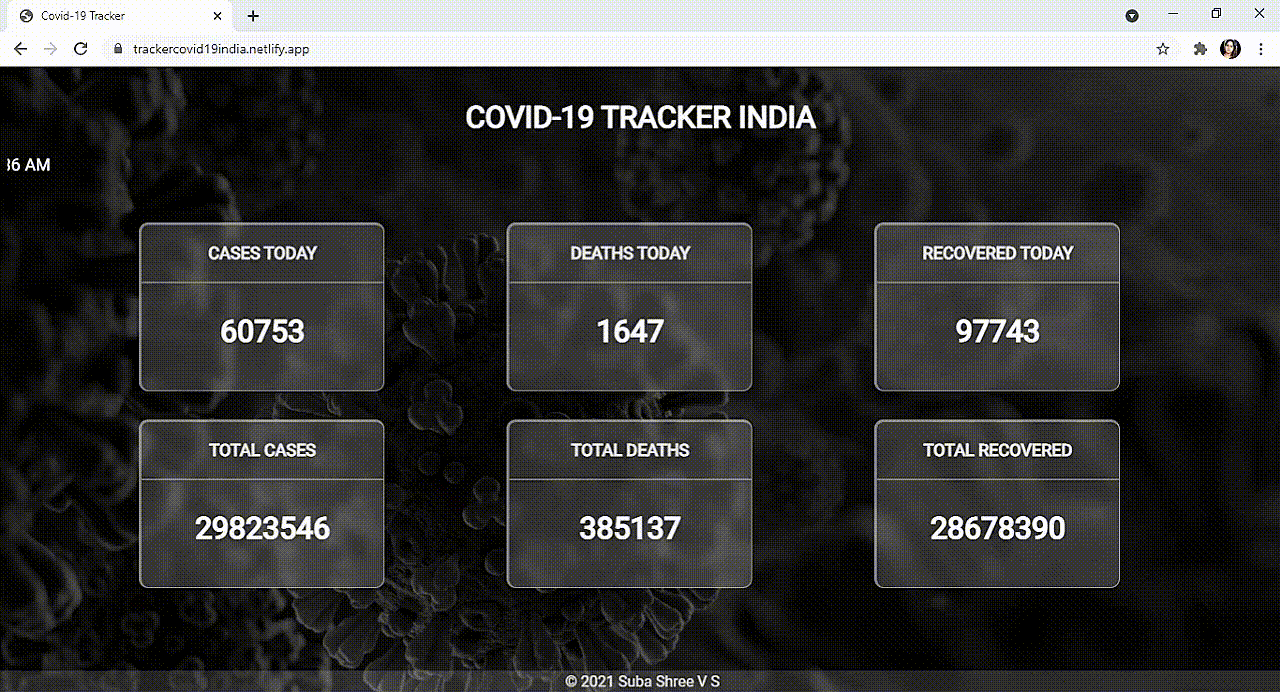 Covid-19 Tracker
trackercovid19india.netlify.app
COVID-19 TRACKER INDIA
36 AM
CASES TODAY
DEATHS TODAY
RECOVERED TODAY
60753
1647
97743
TOTAL CASES
TOTAL DEATHS
TOTAL RECOVERED
29823546
385137
28678390
© 2021 Suba Shree V S